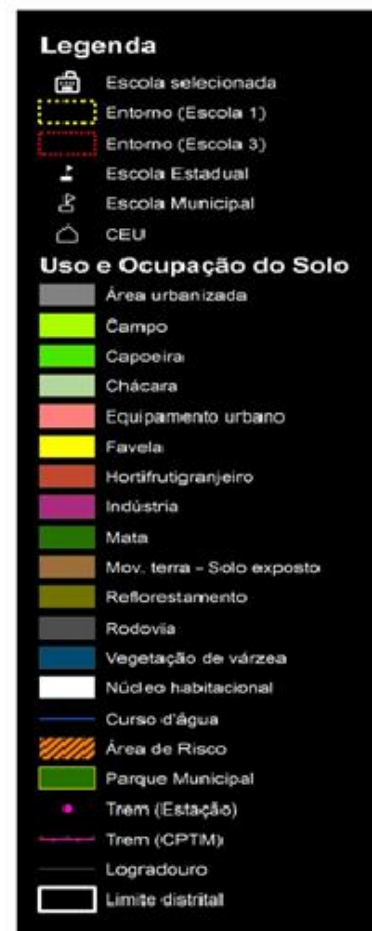 Legenda
Escola selecionada
Entorno (Escola 1)
Entorno (Escola 3)
Escola Estadual
Escola Municipal
CEU
Uso e Ocupação do Solo
Área urbanizada
Campo
Capoeira
Chácara
Equipamento urbano
Favela
Hortifrutigranjeiro
Indústria
Mata
Mov. terra - Solo exposto
Reflorestamento
Rodovia
Vegetação de várzea
Núcleo habitacional
Curso d'água
Área de Risco
Parque Municipal
Trem (Estação)
Trem (CPTM)
Logradouro
Limite distrital